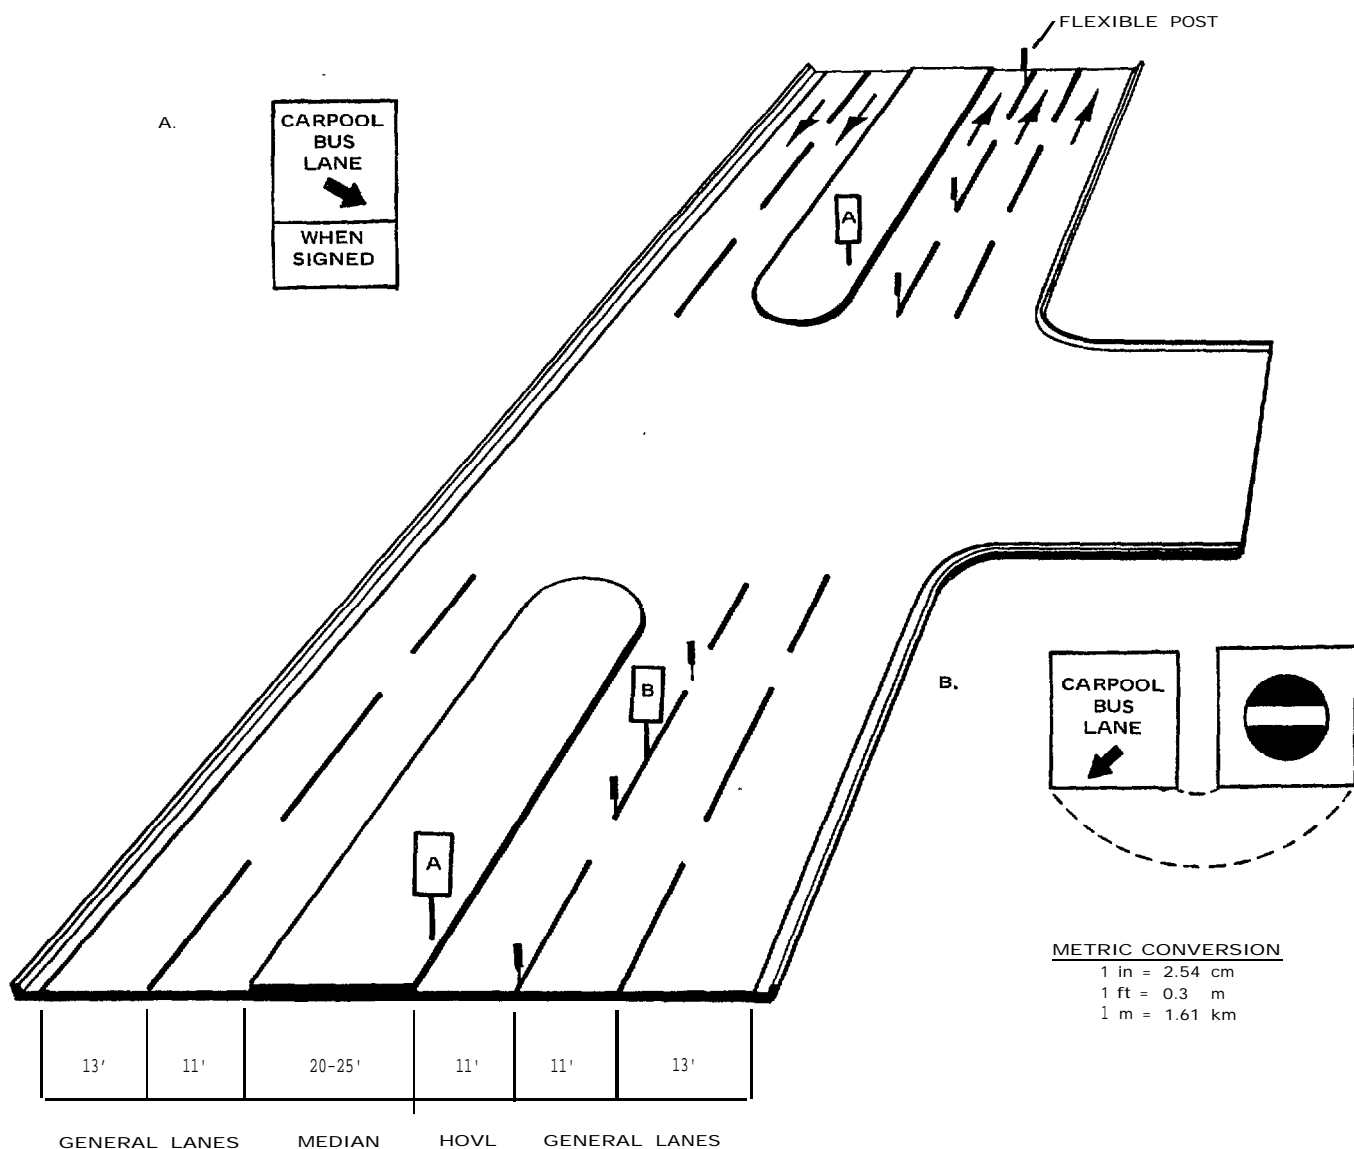 FLEXIBLE POST
A.
CARPOOL
BUS
LANE
WHEN
SIGNED
A
B
A
B.
CARPOOL
BUS
LANE
METRIC CONVERSION
1 in = 2.54 cm
1 ft = 0.3 m
1 m = 1.61 km
13' 11' 20-25' 11' 11' 13'
GENERAL LANES MEDIAN HOVL GENERAL LANES